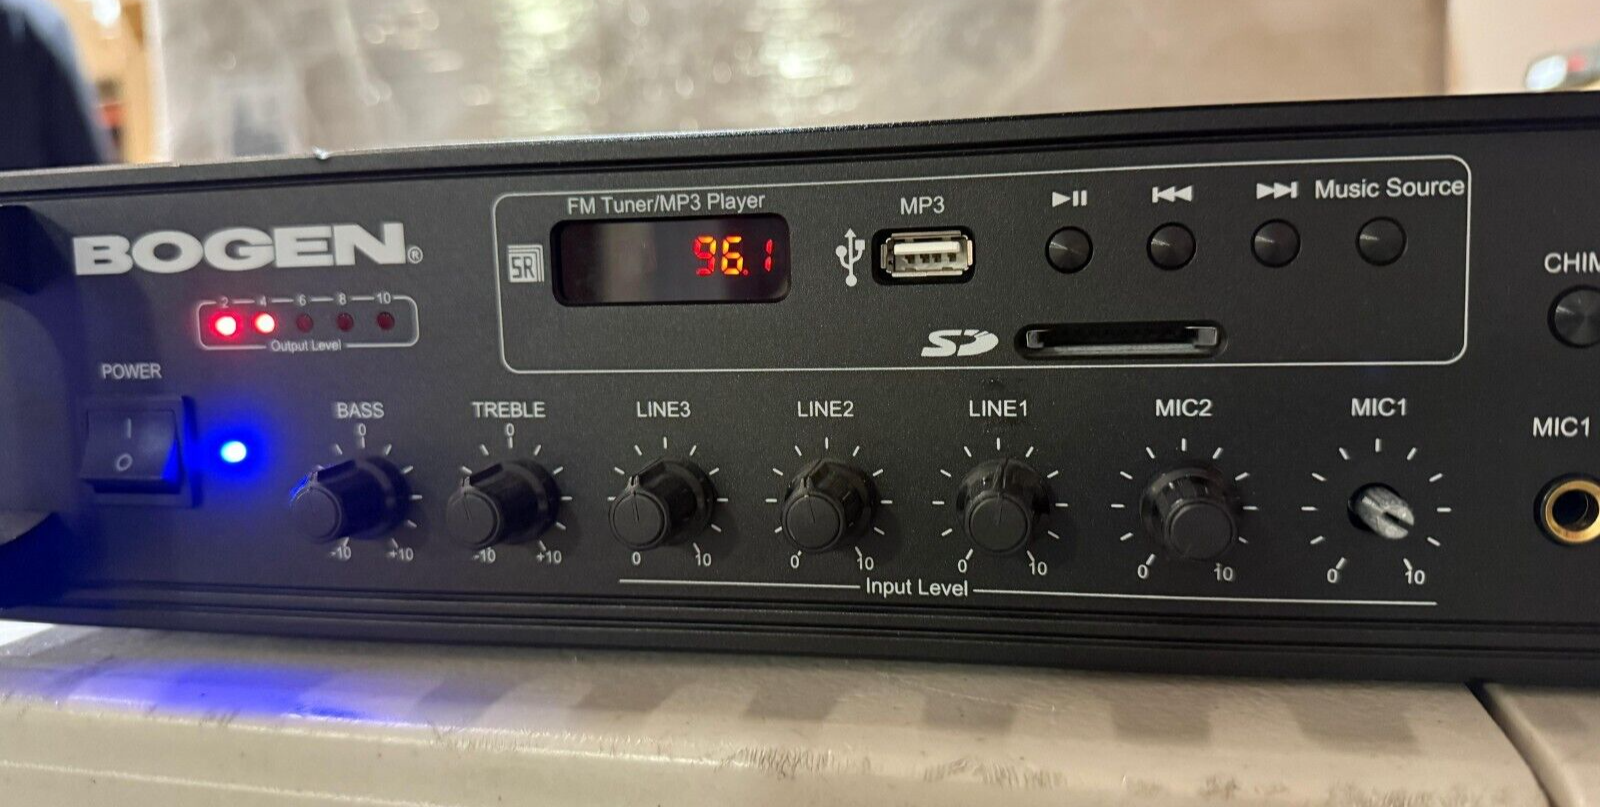 BOGEN®
FM Tuner/MP3 Player
SR
96.1
MP3
Music Source
2 4 6 8 10
Output Level
SD
POWER
I
O
BASS
0
-10 +10
TREBLE
0
-10 +10
LINE3
0 10
LINE2
0 10
LINE1
0 10
MIC2
0 10
MIC1
0 10
Input Level
MIC1